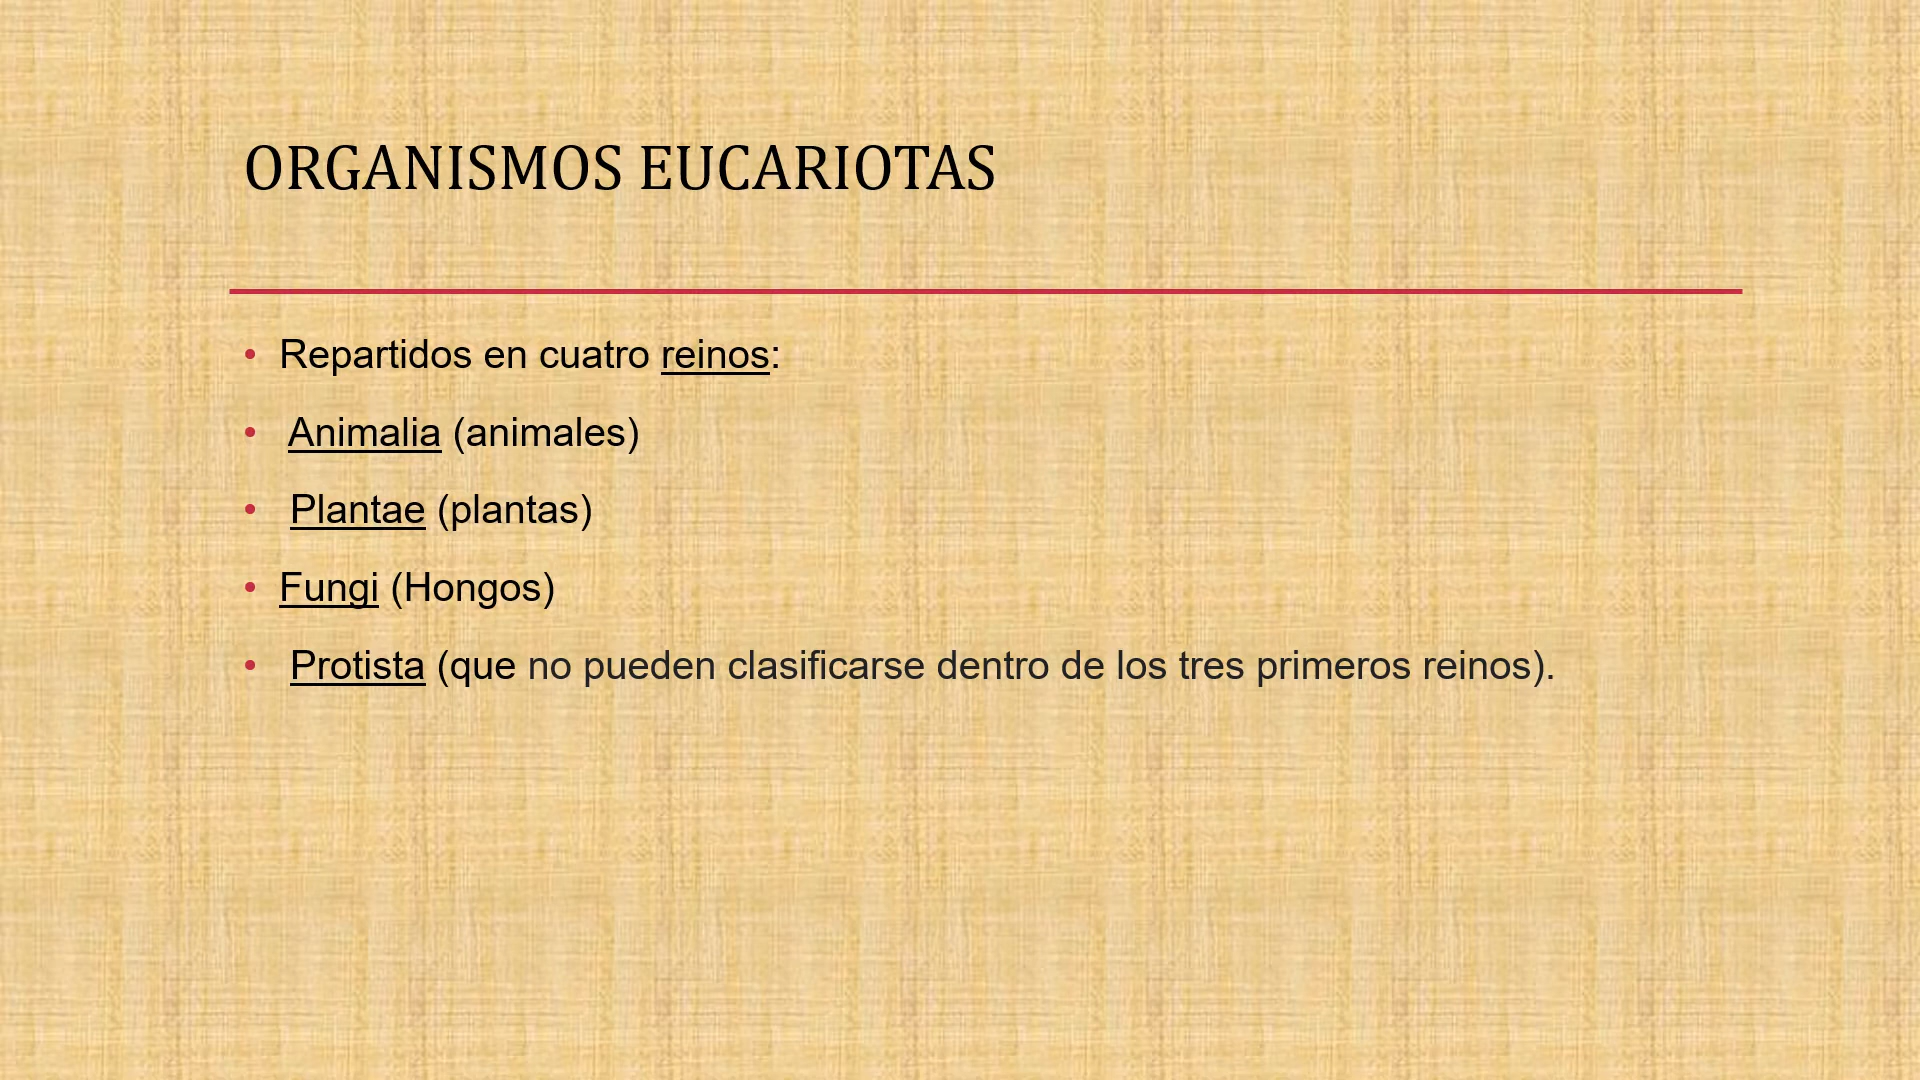 ORGANISMOS EUCARIOTAS
• Repartidos en cuatro reinos:
• Animalia (animales)
• Plantae (plantas)
• Fungi (Hongos)
• Protista (que no pueden clasificarse dentro de los tres primeros reinos).